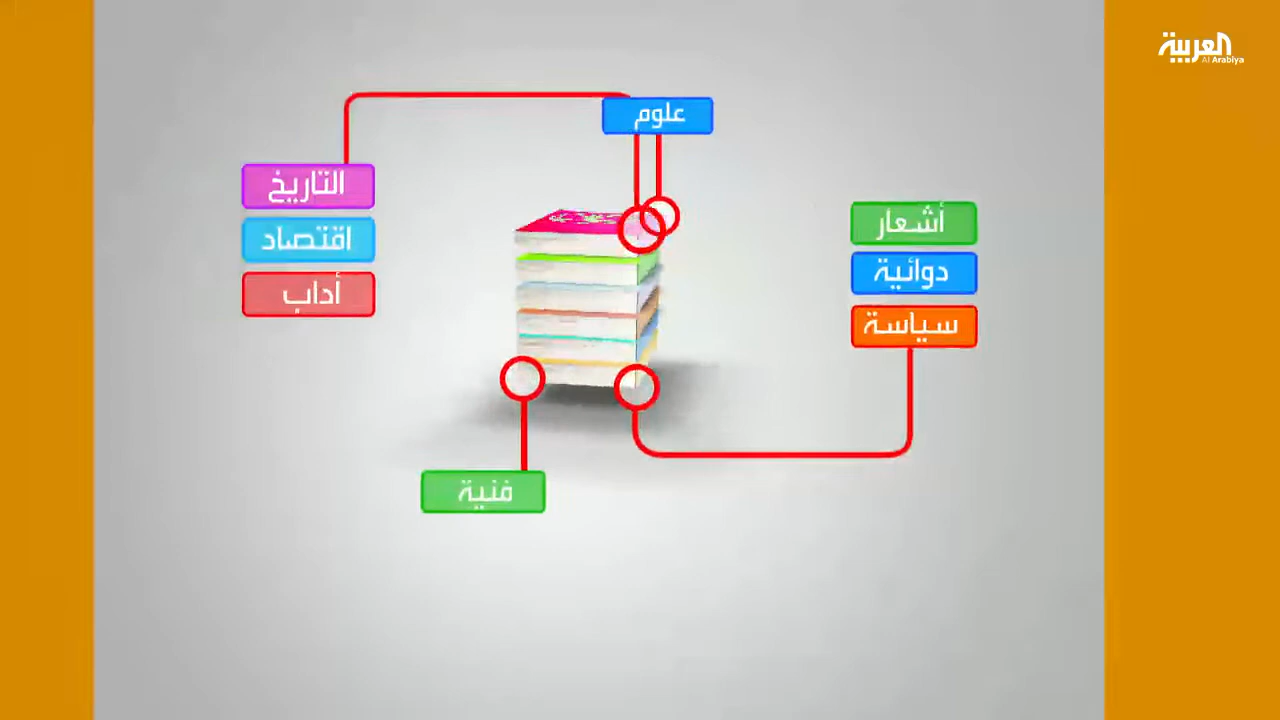 العربية
Al Arabiya
علوم
أشعار
دوائية
سياسة
التاريخ
اقتصاد
أداب
فنية